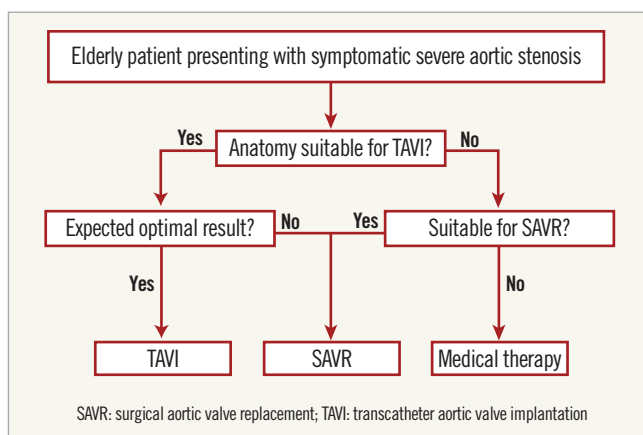 Elderly patient presenting with symptomatic severe aortic stenosis
Yes
No
Anatomy suitable for TAVI?
Expected optimal result?
No
Yes
Suitable for SAVR?
Yes
No
TAVI
SAVR
Medical therapy
SAVR: surgical aortic valve replacement; TAVI: transcatheter aortic valve implantation